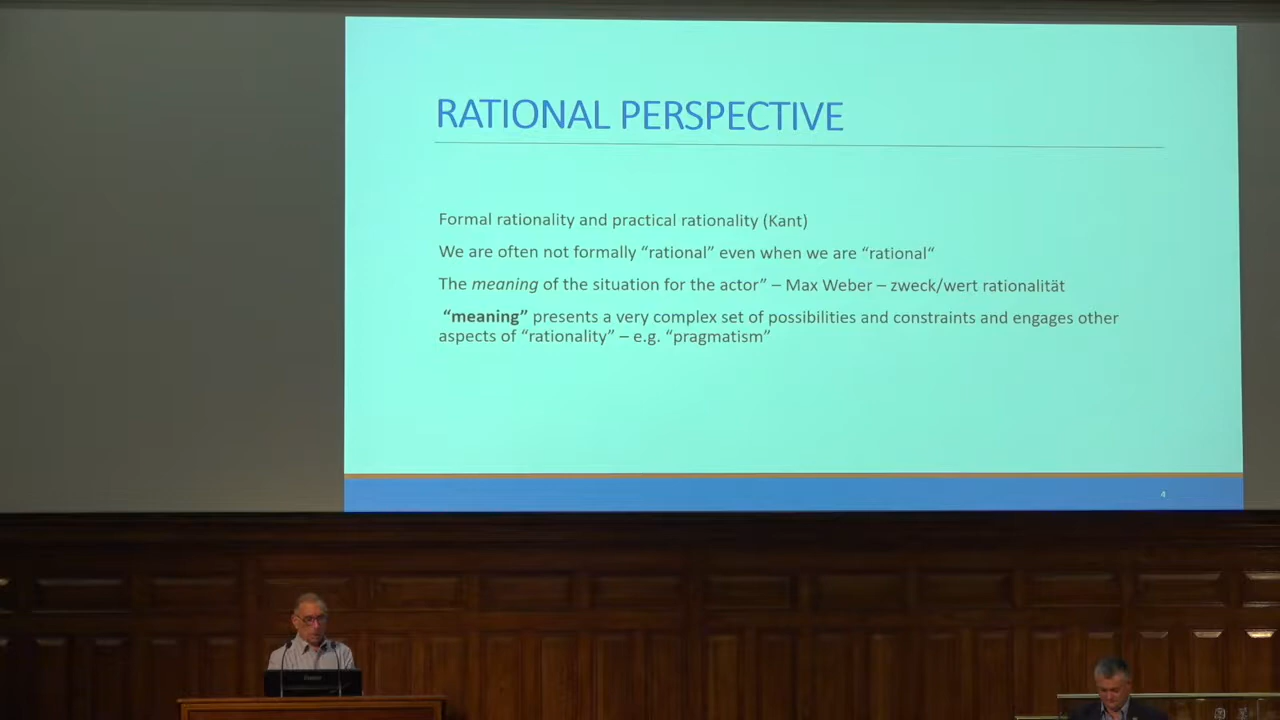 RATIONAL PERSPECTIVE
Formal rationality and practical rationality (Kant)
We are often not formally “rational” even when we are “rational“
The meaning of the situation for the actor” – Max Weber – zweck/wert rationalität
“meaning” presents a very complex set of possibilities and constraints and engages other
aspects of “rationality” – e.g. “pragmatism”
4